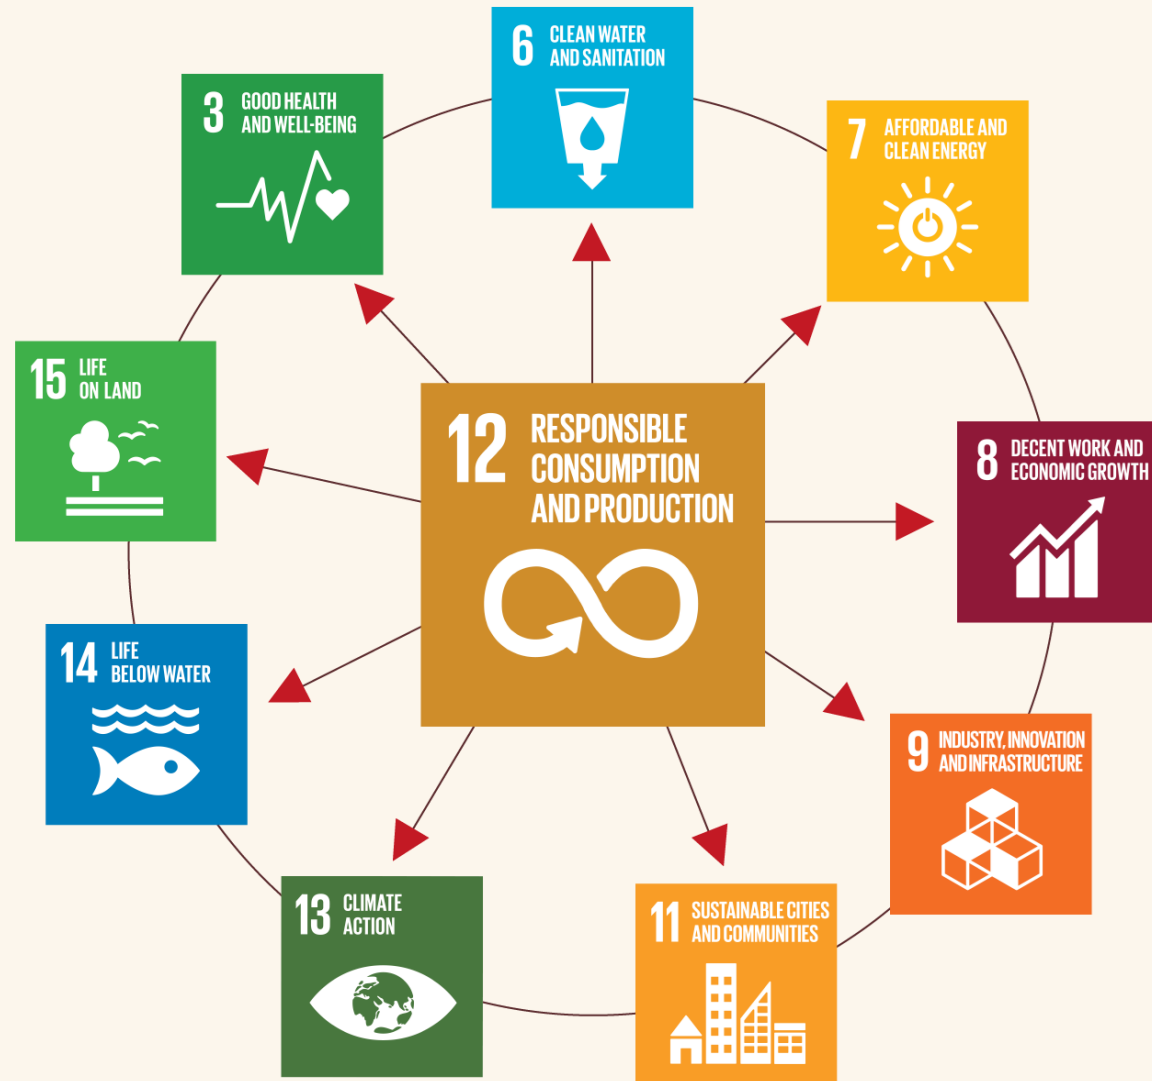 6 CLEAN WATER
AND SANITATION
3 GOOD HEALTH
AND WELL-BEING
7 AFFORDABLE AND
CLEAN ENERGY
15 LIFE
ON LAND
12 RESPONSIBLE
CONSUMPTION
AND PRODUCTION
8 DECENT WORK AND
ECONOMIC GROWTH
14 LIFE
BELOW WATER
9 INDUSTRY, INNOVATION
AND INFRASTRUCTURE
13 CLIMATE
ACTION
11 SUSTAINABLE CITIES
AND COMMUNITIES